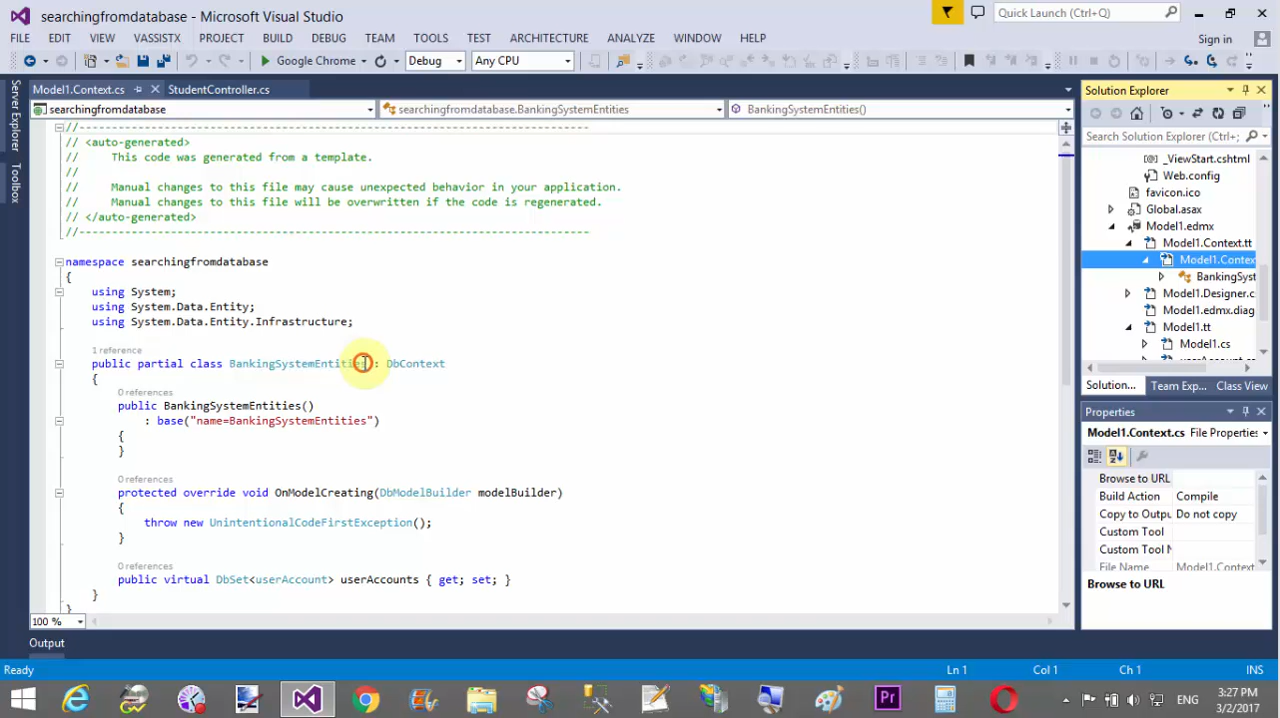 searchingfromdatabase - Microsoft Visual Studio
Quick Launch (Ctrl+Q)
FILE EDIT VIEW VASSISTX PROJECT BUILD DEBUG TEAM TOOLS TEST ARCHITECTURE ANALYZE WINDOW HELP
Sign in
Google Chrome
Debug
Any CPU
Server Explorer
Toolbox
Model1.Context.cs
StudentController.cs
searchingfromdatabase
searchingfromdatabase.BankingSystemEntities
BankingSystemEntities()
//------------------------------------------------------------------------------
// <auto-generated>
//     This code was generated from a template.
//
//     Manual changes to this file may cause unexpected behavior in your application.
//     Manual changes to this file will be overwritten if the code is regenerated.
// </auto-generated>
//------------------------------------------------------------------------------
namespace searchingfromdatabase
{
using System;
using System.Data.Entity;
using System.Data.Entity.Infrastructure;
1 reference
public partial class BankingSystemEntities : DbContext
{
0 references
public BankingSystemEntities()
: base("name=BankingSystemEntities")
{
}
0 references
protected override void OnModelCreating(DbModelBuilder modelBuilder)
{
throw new UnintentionalCodeFirstException();
}
0 references
public virtual DbSet<userAccount> userAccounts { get; set; }
}
}
100 %
Solution Explorer
Search Solution Explorer (Ctrl+;)
_ViewStart.cshtml
Web.config
favicon.ico
Global.asax
Model1.edmx
Model1.Context.tt
Model1.Contex
BankingSyst
Model1.Designer.c
Model1.edmx.diag
Model1.tt
Model1.cs
Solution... Team Exp... Class View
Properties
Model1.Context.cs File Properties
Browse to URL
Build Action Compile
Copy to Outpu Do not copy
Custom Tool
Custom Tool N
File Name Model1.Context
Browse to URL
Output
Ready
Ln 1
Col 1
Ch 1
INS
Pr
ENG
3:27 PM
3/2/2017